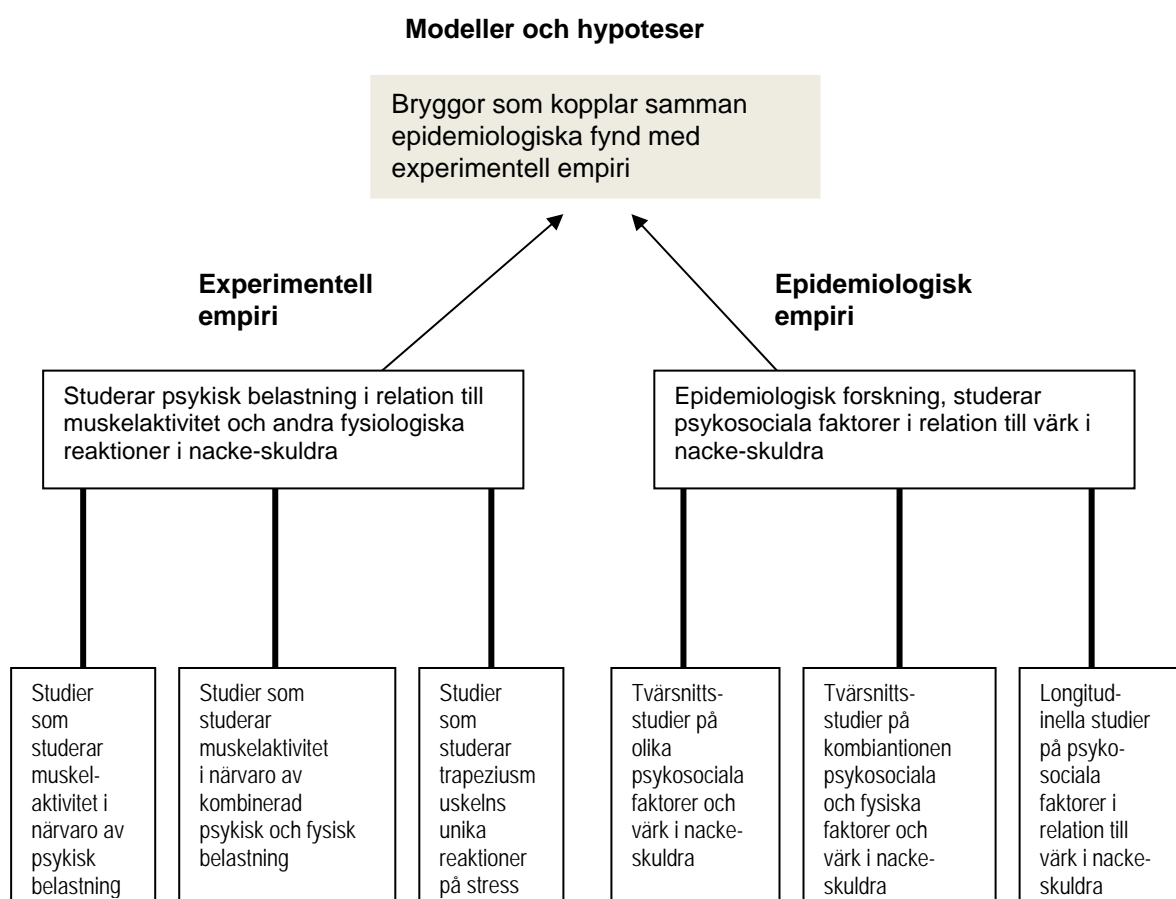 Modeller och hypoteser
Bryggor som kopplar samman
epidemiologiska fynd med
experimentell empiri
Experimentell
empiri
Epidemiologisk
empiri
Studerar psykisk belastning i relation till
muskelaktivitet och andra fysiologiska
reaktioner i nacke-skuldra
Epidemiologisk forskning, studerar
psykosociala faktorer i relation till värk i
nacke-skuldra
Studier
som
studerar
muskel-
aktivitet i
närvaro av
psykisk
belastning
Studier som
studerar
muskelaktivitet
i närvaro av
kombinerad
psykisk och fysisk
belastning
Studier
som
studerar
trapeziusm
uskelns
unika
reaktioner
på stress
Tvärsnitts-
studier på
olika
psykosociala
faktorer och
värk i nacke-
skuldra
Tvärsnitts-
studier på
kombiantionen
psykosociala
och fysiska
faktorer och
värk i nacke-
skuldra
Longitud-
inella studier
på psyko-
sociala
faktorer i
relation till
värk i nacke-
skuldra